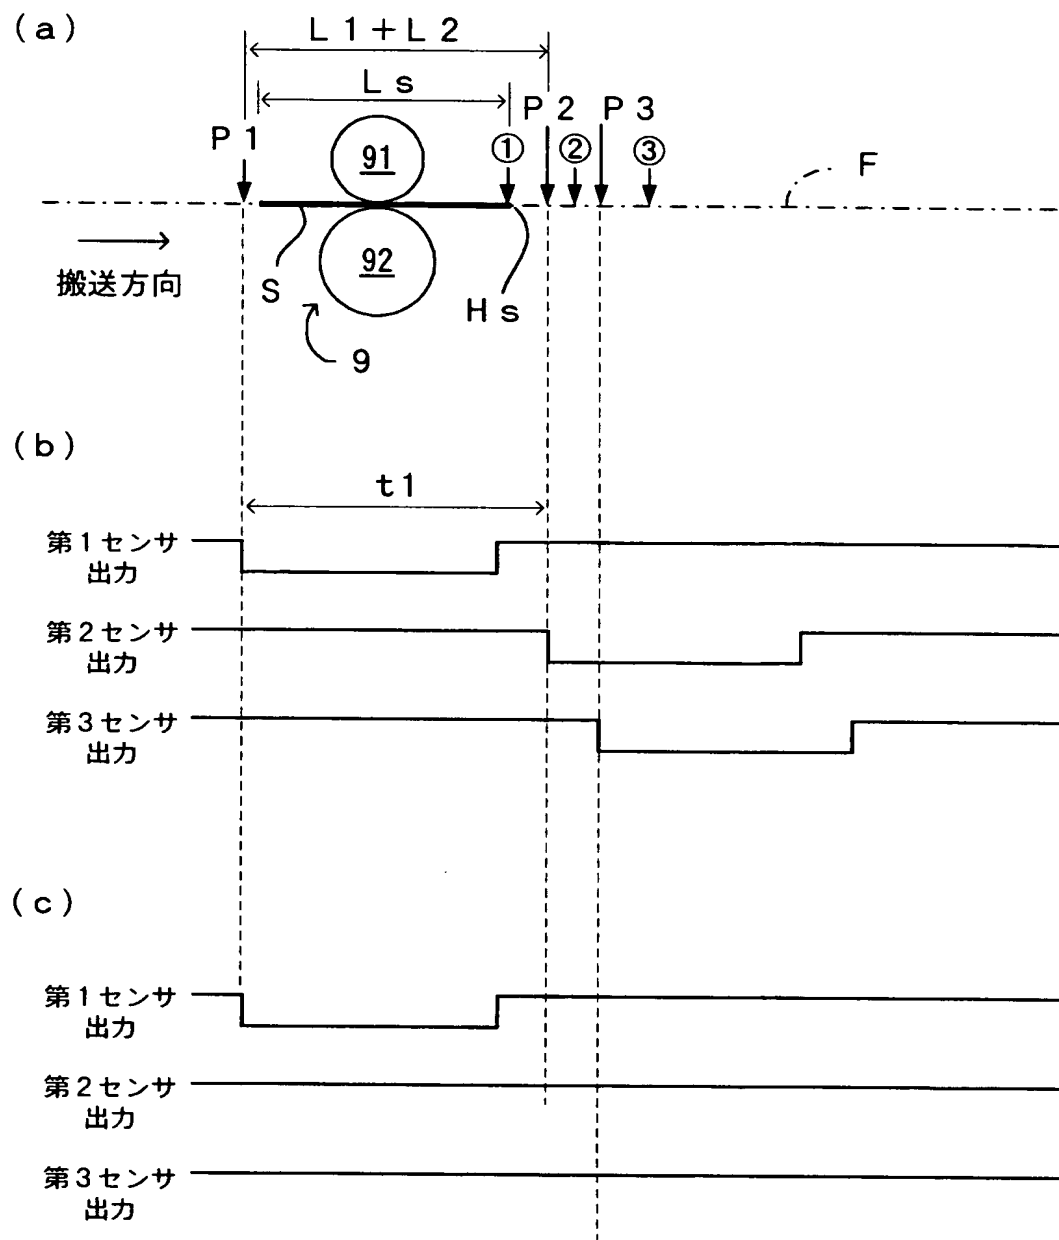 (a)
L1+L2
Ls
P1
91
①
P2
②
P3
③
F
搬送方向
S
92
Hs
9
(b)
t1
第1センサ
出力
第2センサ
出力
第3センサ
出力
(c)
第1センサ
出力
第2センサ
出力
第3センサ
出力